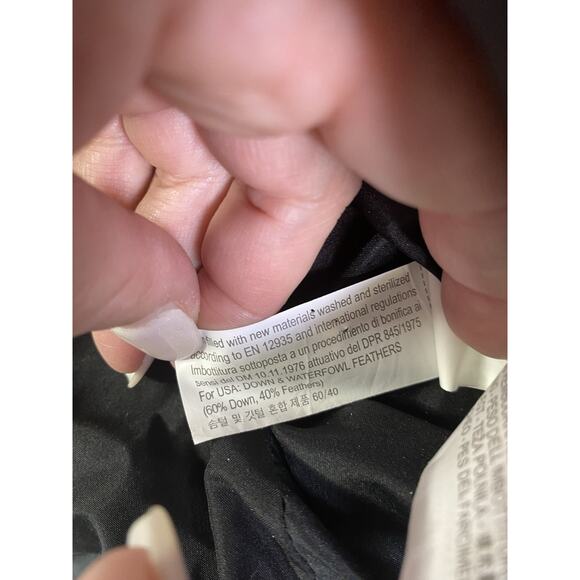 filled with new materials washed and sterilized
according to EN 12935 and international regulations
Imbottitura sottoposta a un procedimento di bonifica ai
sensi del DM 10.11.1976 attuativo del DPR 845/1975
For USA: DOWN & WATERFOWL FEATHERS
(60% Down, 40% Feathers)
솜털 및 깃털 혼합 제품 60/40